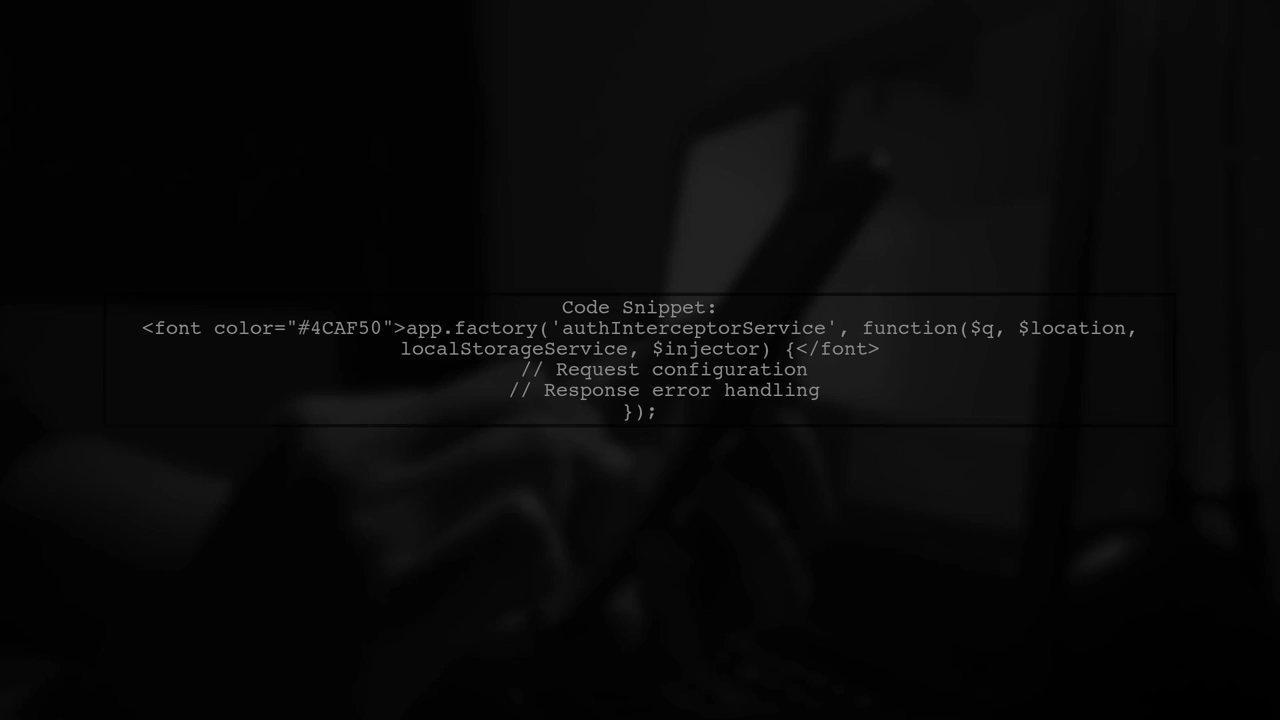 Code Snippet:
<font color="#4CAF50">app.factory('authInterceptorService', function($q, $location,
localStorageService, $injector) {</font>
// Request configuration
// Response error handling
});